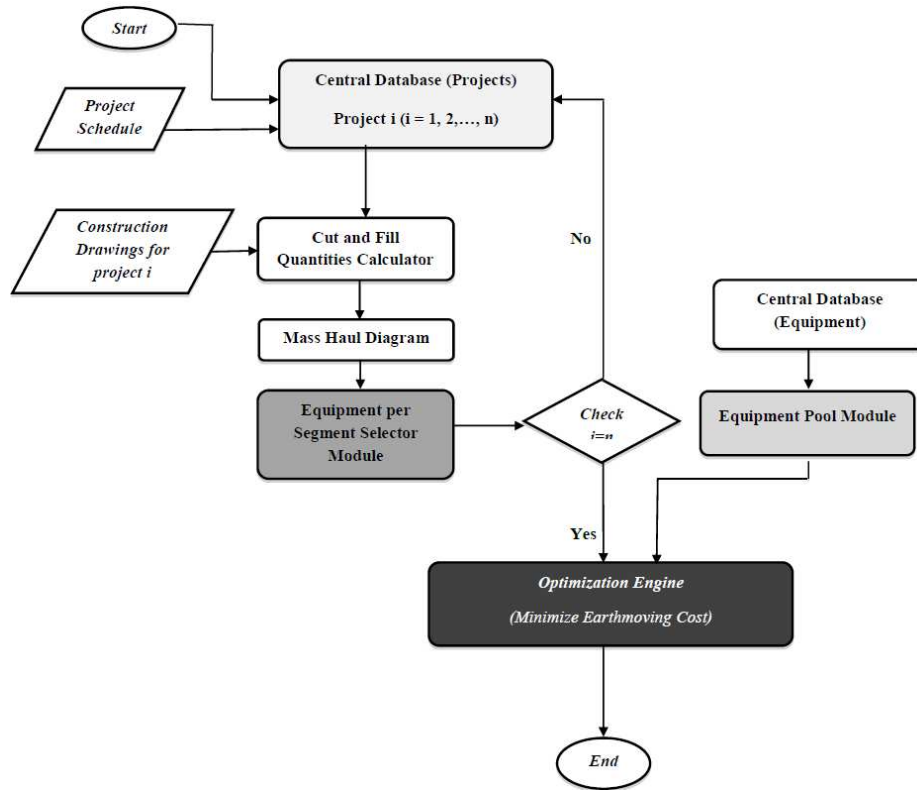 Start
Central Database (Projects)
Project i (i = 1, 2,…, n)
Project
Schedule
Construction
Drawings for
project i
Cut and Fill
Quantities Calculator
No
Central Database
(Equipment)
Mass Haul Diagram
Equipment per
Segment Selector
Module
Check
i=n
Equipment Pool Module
Yes
Optimization Engine
(Minimize Earthmoving Cost)
End